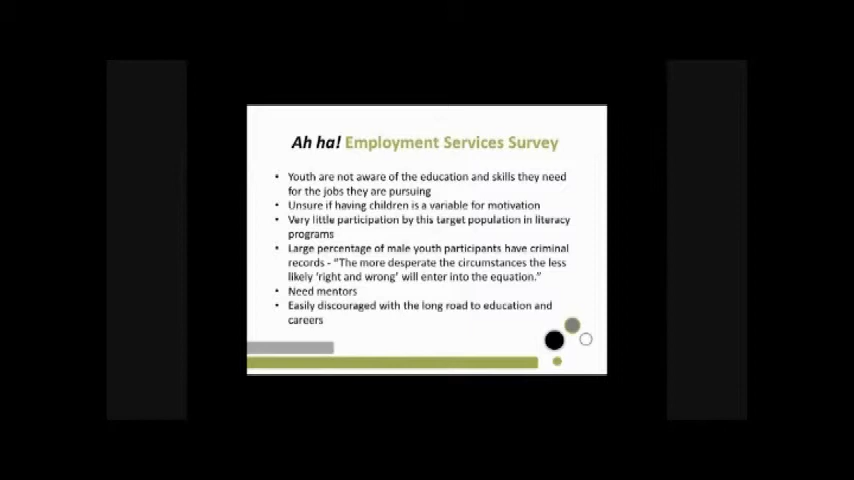 Ah ha! Employment Services Survey
• Youth are not aware of the education and skills they need
for the jobs they are pursuing
• Unsure if having children is a variable for motivation
• Very little participation by this target population in literacy
programs
• Large percentage of male youth participants have criminal
records - "The more desperate the circumstances the less
likely 'right and wrong' will enter into the equation."
• Need mentors
• Easily discouraged with the long road to education and
careers